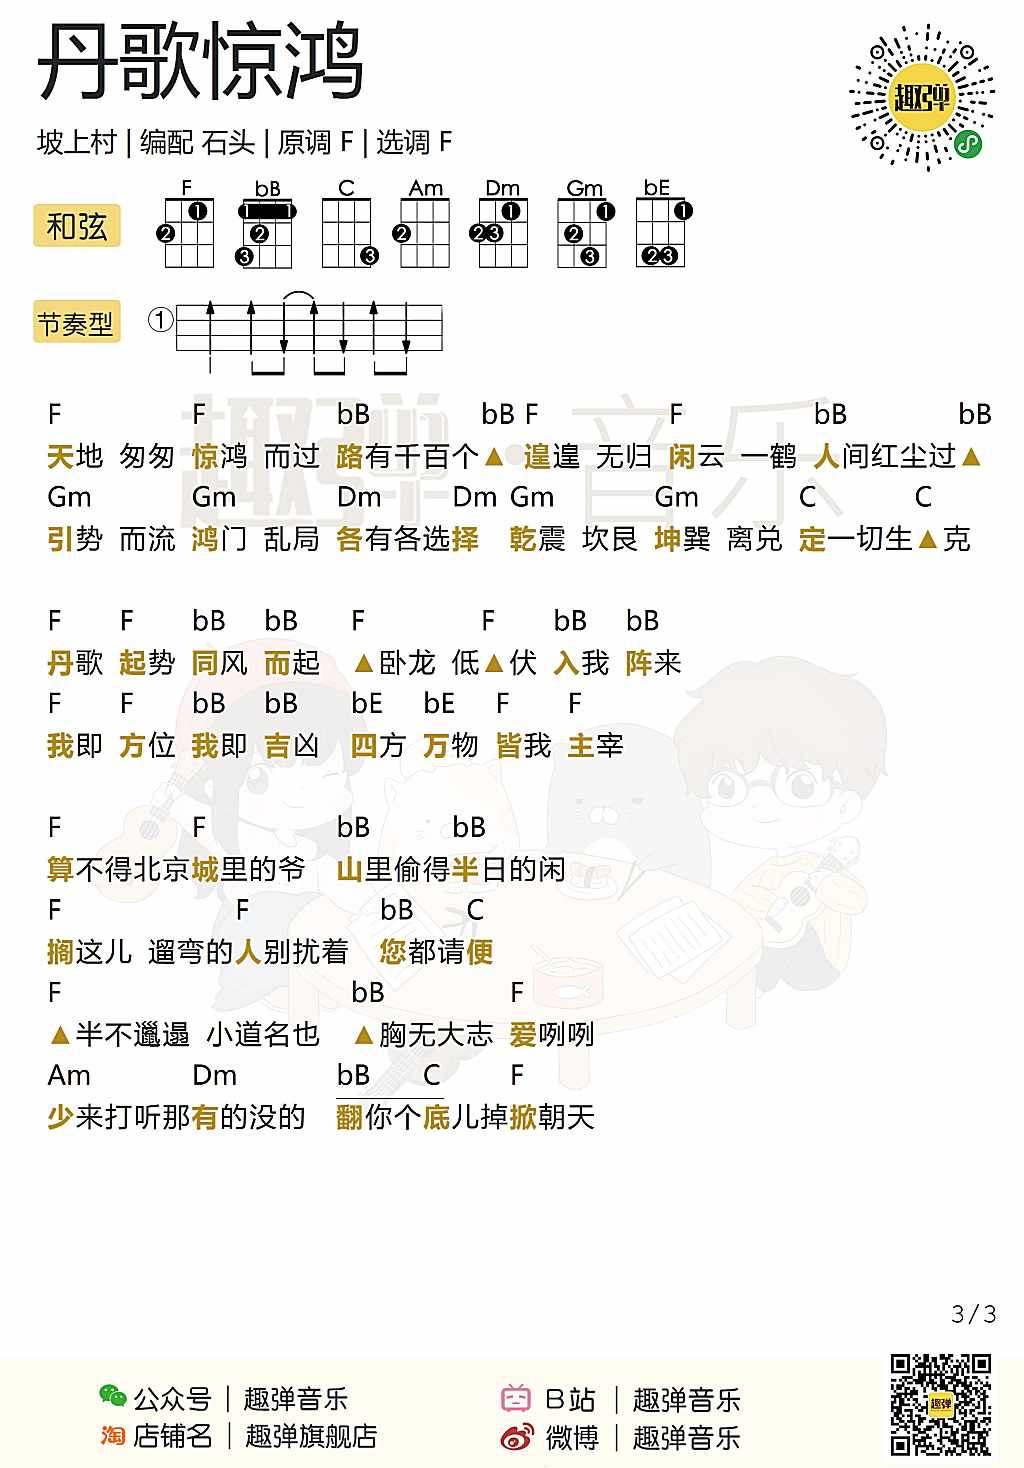 丹歌惊鸿
趣弹
坡上村 | 编配 石头 | 原调 F | 选调 F
F bB C Am Dm Gm bE
和弦
节奏型 ①
趣弹·音乐
F F bB bB F F bB bB
天地 匆匆 惊鸿 而过 路有千百个▲ 遑遑 无归 闲云 一鹤 人间红尘过▲
Gm Gm Dm Dm Gm Gm C C
引势 而流 鸿门 乱局 各有各选择 乾震 坎艮 坤巽 离兑 定一切生▲克
F F bB bB F F bB bB
丹歌 起势 同风 而起 ▲卧龙 低▲伏 入我 阵来
F F bB bB bE bE F F
我即 方位 我即 吉凶 四方 万物 皆我 主宰
F F bB bB
算不得北京城里的爷 山里偷得半日的闲
F F bB C
搁这儿 遛弯的人别扰着 您都请便
F bB F
▲半不邋遢 小道名也 ▲胸无大志 爱咧咧
Am Dm bB C F
少来打听那有的没的 翻你个底儿掉掀朝天
3/3
公众号 | 趣弹音乐
B站 | 趣弹音乐
淘 店铺名 | 趣弹旗舰店
微博 | 趣弹音乐
趣弹